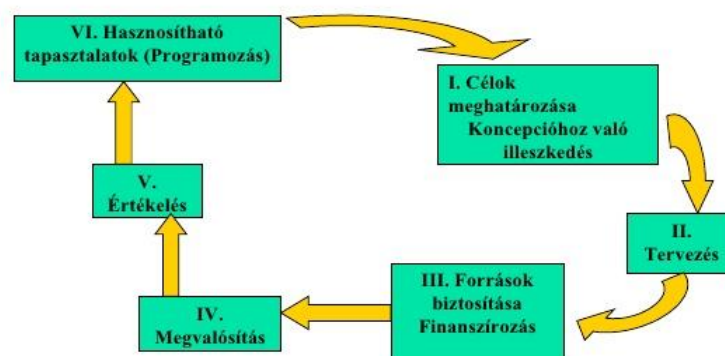 VI. Hasznosítható
tapasztalatok (Programozás)
I. Célok
meghatározása
Koncepcióhoz való
illeszkedés
II.
Tervezés
III. Források
biztosítása
Finanszírozás
IV.
Megvalósítás
V.
Értékelés